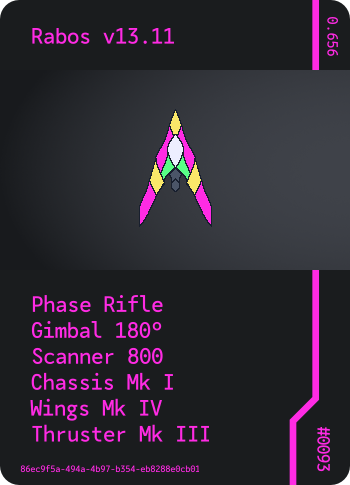 Rabos v13.11
0.656
Phase Rifle
Gimbal 180°
Scanner 800
Chassis Mk I
Wings Mk IV
Thruster Mk III
#0093
86ec9f5a-494a-4b97-b354-eb8288e0cb01